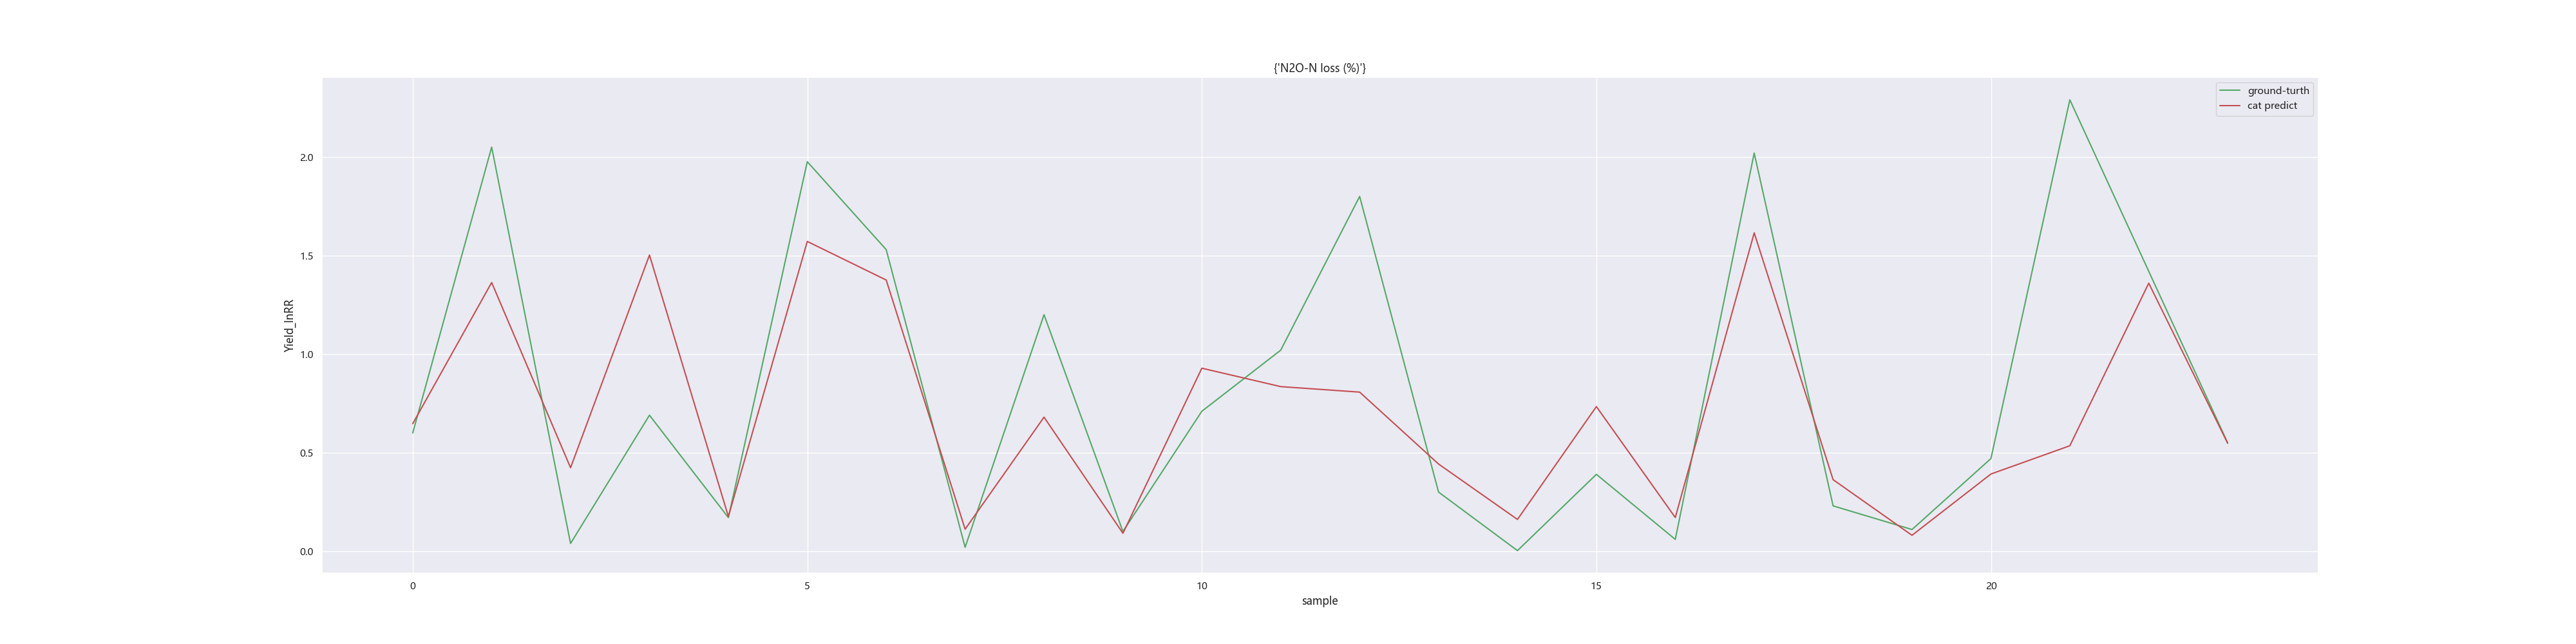 {'N2O-N loss (%)'}
ground-turth
cat predict
Yield_lnRR
2.0
1.5
1.0
0.5
0.0
0 5 10 15 20
sample